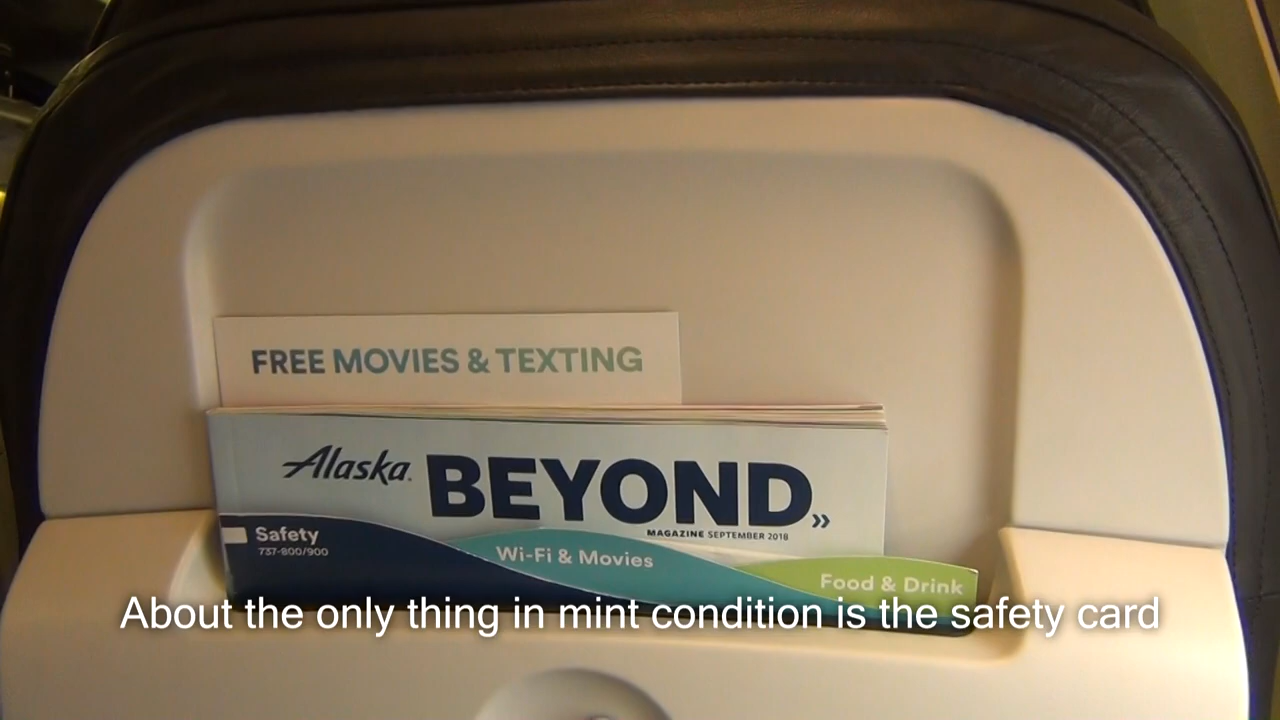 FREE MOVIES & TEXTING
Alaska BEYOND »
MAGAZINE SEPTEMBER 2018
Safety
737-800/900
Wi-Fi & Movies
Food & Drink
About the only thing in mint condition is the safety card